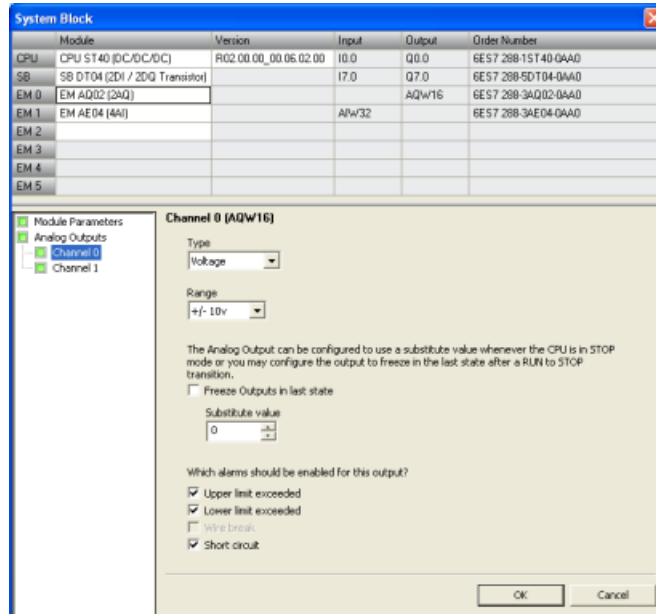 System Block
Module Version Input Output Order Number
CPU CPU ST40 (DC/DC/DC) R02.00.00_00.06.02.00 I0.0 Q0.0 6ES7 288-1ST40-0AA0
SB SB DT04 (2DI / 2DQ Transistor) I7.0 Q7.0 6ES7 288-5DT04-0AA0
EM 0 EM AQ02 (2AQ) AQW16 6ES7 288-3AQ02-0AA0
EM 1 EM AE04 (4AI) AIW32 6ES7 288-3AE04-0AA0
EM 2
EM 3
EM 4
EM 5
Module Parameters
Analog Outputs
Channel 0
Channel 1
Channel 0 (AQW16)
Type
Voltage
Range
+/- 10v
The Analog Output can be configured to use a substitute value whenever the CPU is in STOP
mode or you may configure the output to freeze in the last state after a RUN to STOP
transition.
Freeze Outputs in last state
Substitute value
0
Which alarms should be enabled for this output?
Upper limit exceeded
Lower limit exceeded
Wire break
Short circuit
OK Cancel